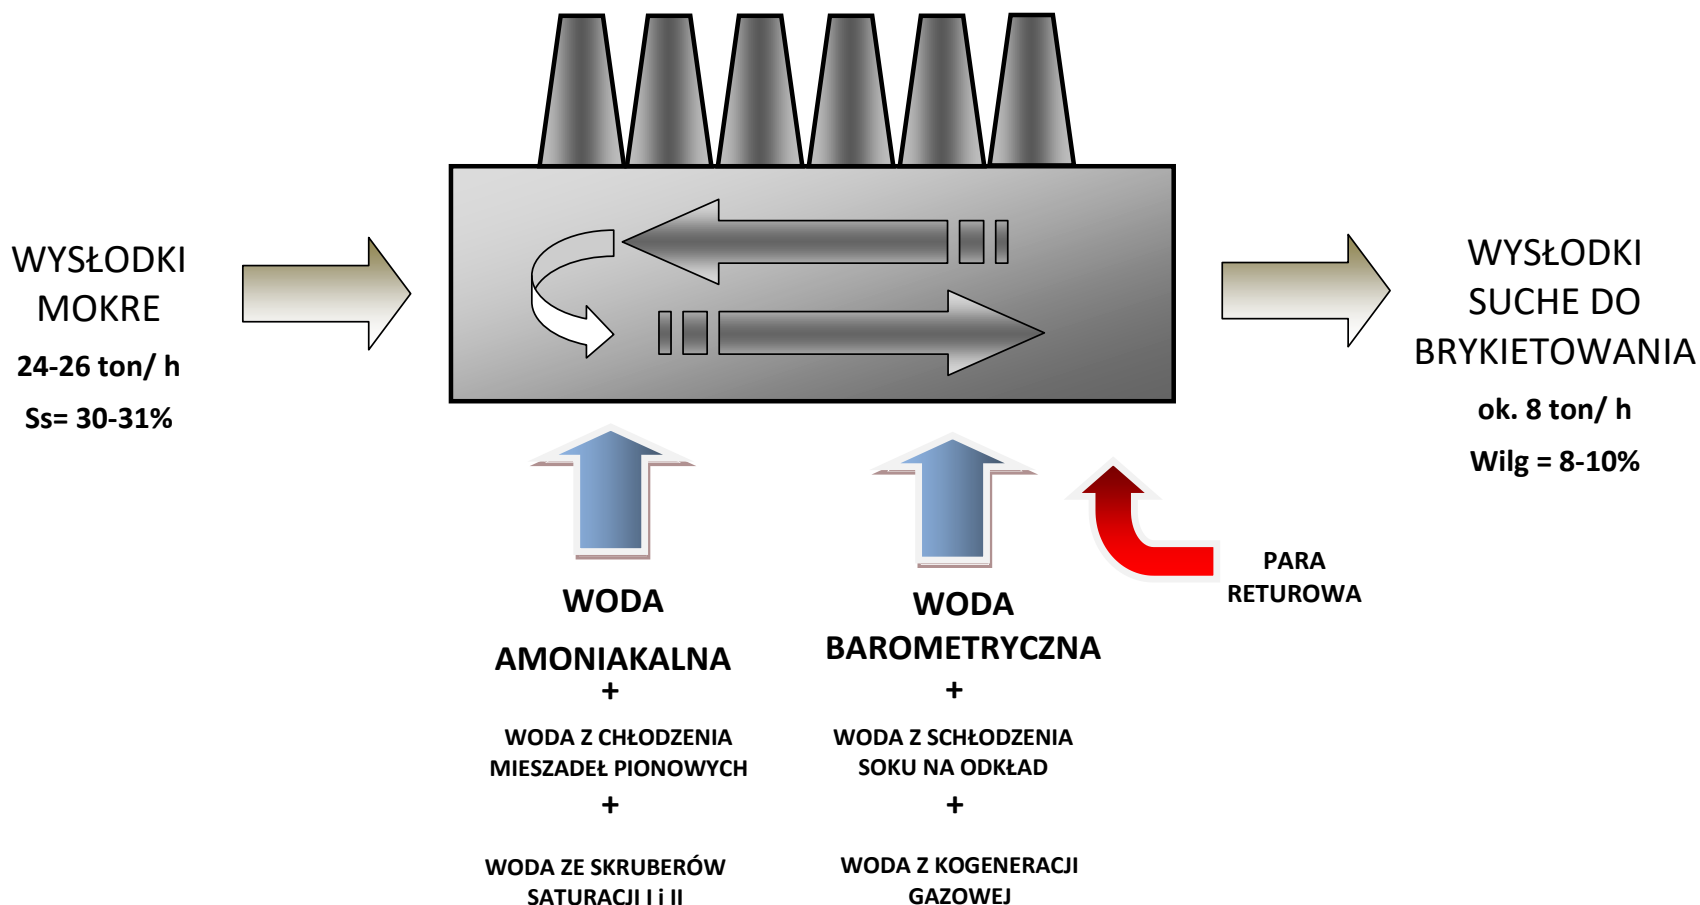 WYSŁODKI
MOKRE
24-26 ton/ h
Ss= 30-31%
WYSŁODKI
SUCHE DO
BRYKIETOWANIA
ok. 8 ton/ h
Wilg = 8-10%
PARA
RETUROWA
WODA
AMONIAKALNA
+
WODA Z CHŁODZENIA
MIESZADEŁ PIONOWYCH
+
WODA ZE SKRUBERÓW
SATURACJI I i II
WODA
BAROMETRYCZNA
+
WODA Z SCHŁODZENIA
SOKU NA ODKŁAD
+
WODA Z KOGENERACJI
GAZOWEJ